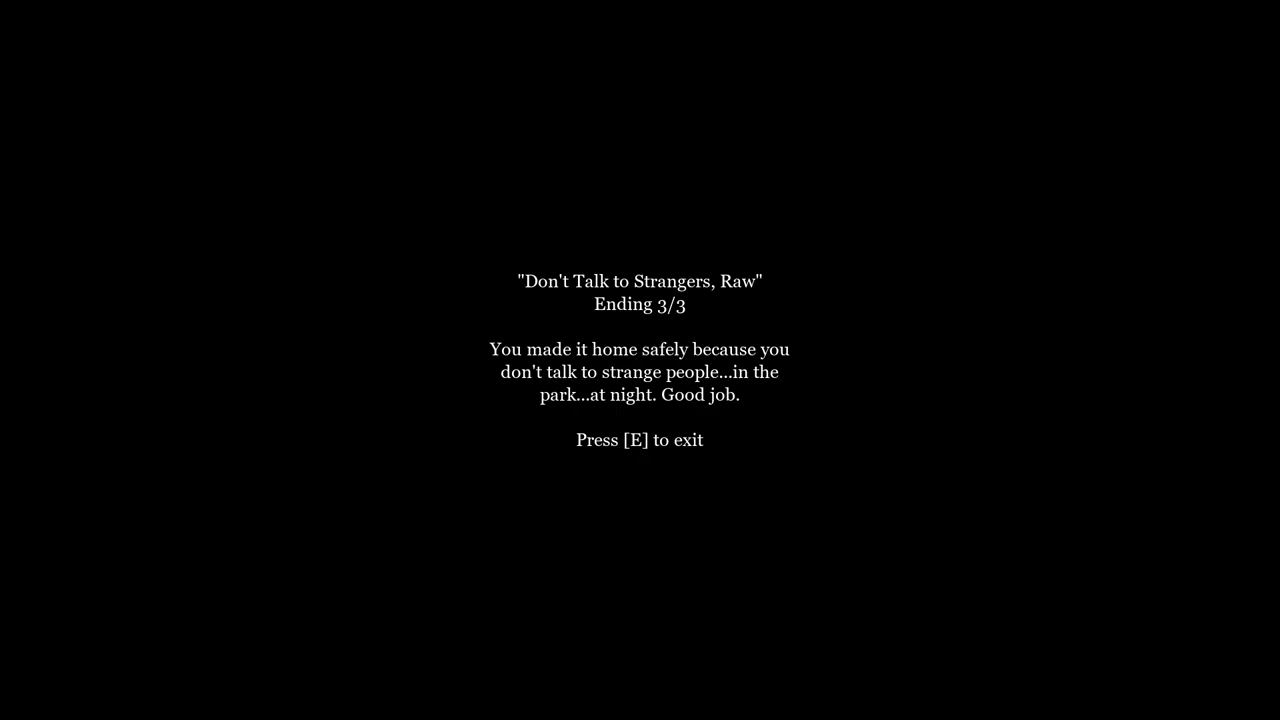 "Don't Talk to Strangers, Raw"
Ending 3/3
You made it home safely because you
don't talk to strange people...in the
park...at night. Good job.
Press [E] to exit